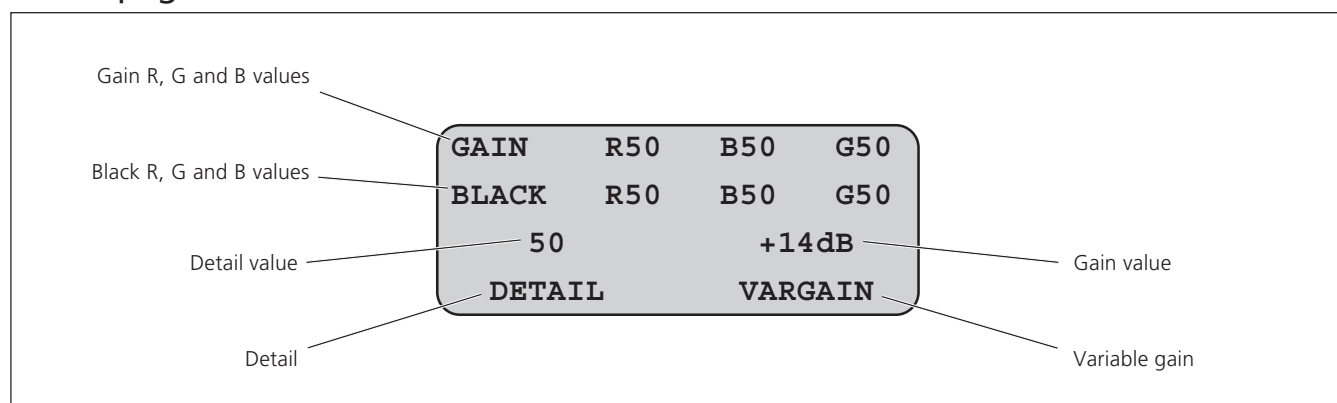 Gain R, G and B values
GAIN R50 B50 G50
Black R, G and B values
BLACK R50 B50 G50
50 +14dB
Detail value
Gain value
DETAIL VARGAIN
Detail
Variable gain